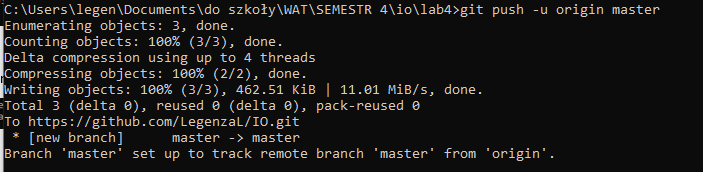 C:\Users\legen\Documents\do szkoły\WAT\SEMESTR 4\io\lab4>git push -u origin master
Enumerating objects: 3, done.
Counting objects: 100% (3/3), done.
Delta compression using up to 4 threads
Compressing objects: 100% (2/2), done.
Writing objects: 100% (3/3), 462.51 KiB | 11.01 MiB/s, done.
Total 3 (delta 0), reused 0 (delta 0), pack-reused 0
To https://github.com/LegenzaL/IO.git
 * [new branch]      master -> master
Branch 'master' set up to track remote branch 'master' from 'origin'.